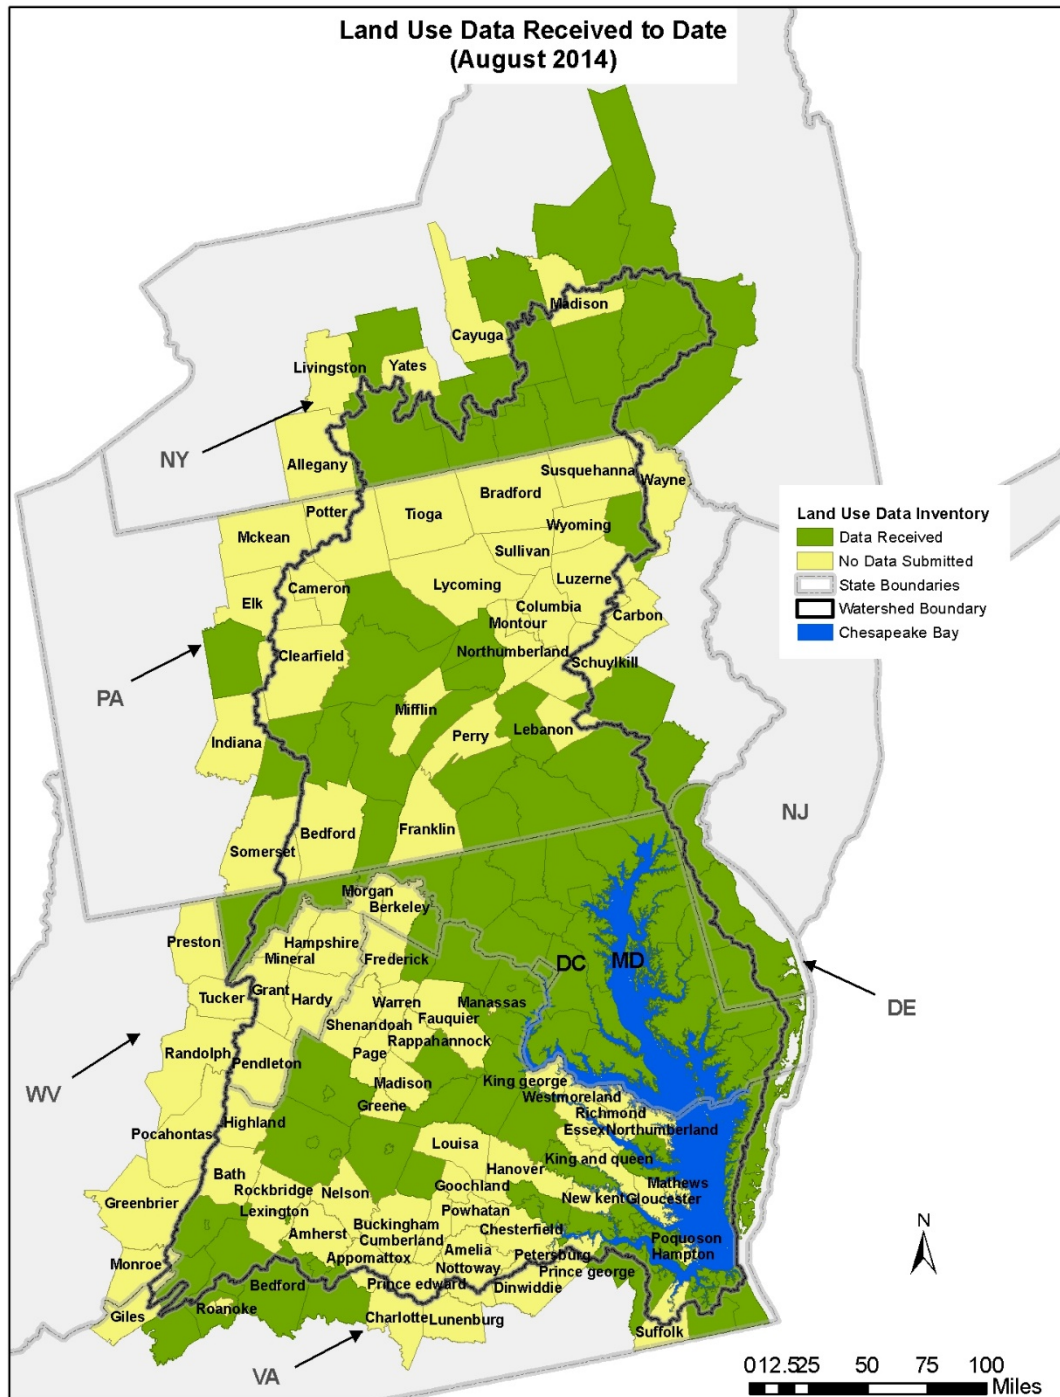 Land Use Data Received to Date
(August 2014)
Madison
Cayuga
Livingston
Yates
NY
Allegany
Susquehanna
Wayne
Bradford
Potter
Tioga
Wyoming
Mckean
Sullivan
Luzerne
Cameron
Lycoming
Elk
Columbia
Carbon
Montour
Northumberland
Clearfield
Schuylkill
PA
Mifflin
Lebanon
Perry
Indiana
Franklin
Bedford
Somerset
NJ
Land Use Data Inventory
Data Received
No Data Submitted
State Boundaries
Watershed Boundary
Chesapeake Bay
Morgan
Berkeley
Preston
Hampshire
Mineral
Frederick
DC
MD
DE
Grant
Tucker
Hardy
Warren
Manassas
Fauquier
Shenandoah
Rappahannock
Randolph
Page
Pendleton
WV
Madison
King george
Greene
Westmoreland
Richmond
Highland
Essex
Northumberland
Pocahontas
Louisa
King and queen
Bath
Hanover
Rockbridge
Nelson
Goochland
Mathews
Greenbrier
New kent
Gloucester
Lexington
Powhatan
Buckingham
Chesterfield
Amherst
Cumberland
Poquoson
Amelia
Petersburg
Hampton
Appomattox
Monroe
Nottoway
Prince george
Bedford
Prince edward
Dinwiddie
Roanoke
Giles
Charlotte
Lunenburg
Suffolk
VA
N
0 12.5 25 50 75 100
Miles